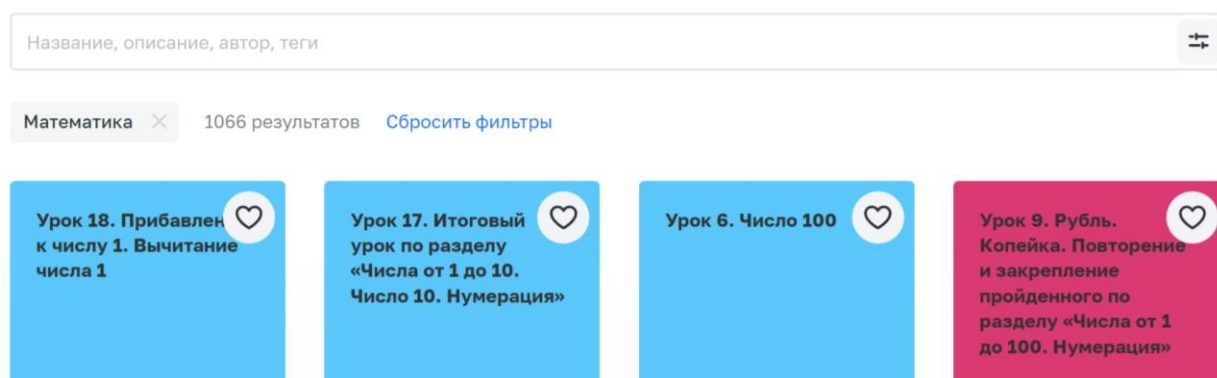 Название, описание, автор, теги
Математика 1066 результатов Сбросить фильтры
Урок 18. Прибавлен
к числу 1. Вычитание
числа 1
Урок 17. Итоговый
урок по разделу
«Числа от 1 до 10.
Число 10. Нумерация»
Урок 6. Число 100
Урок 9. Рубль.
Копейка. Повторение
и закрепление
пройденного по
разделу «Числа от 1
до 100. Нумерация»